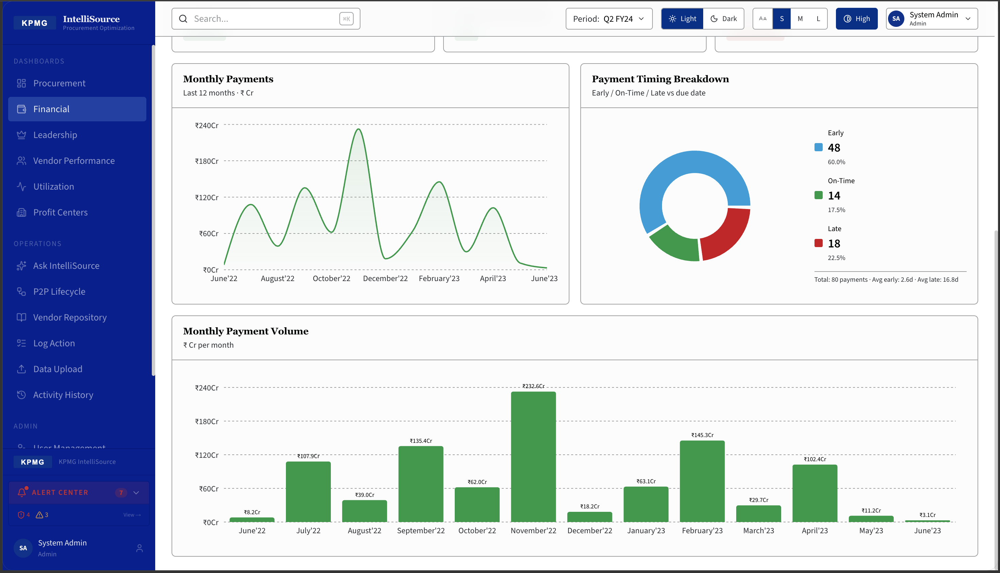 KPMG
IntelliSource
Procurement Optimization
DASHBOARDS
Procurement
Financial
Leadership
Vendor Performance
Utilization
Profit Centers
OPERATIONS
Ask IntelliSource
P2P Lifecycle
Vendor Repository
Log Action
Data Upload
Activity History
ADMIN
User Management
KPMG
KPMG IntelliSource
ALERT CENTER
7
4
3
View→
SA
System Admin
Admin
Search...
⌘K
Period: Q2 FY24
Light
Dark
AA
S
M
L
High
SA
System Admin
Admin
Monthly Payments
Last 12 months · ₹ Cr
₹240Cr
₹180Cr
₹120Cr
₹60Cr
₹0Cr
June'22
August'22
October'22
December'22
February'23
April'23
June'23
Payment Timing Breakdown
Early / On-Time / Late vs due date
Early
48
60.0%
On-Time
14
17.5%
Late
18
22.5%
Total: 80 payments · Avg early: 2.6d · Avg late: 16.8d
Monthly Payment Volume
₹ Cr per month
₹240Cr
₹180Cr
₹120Cr
₹60Cr
₹0Cr
₹8.2Cr
₹107.9Cr
₹39.0Cr
₹135.4Cr
₹62.0Cr
₹232.6Cr
₹18.2Cr
₹63.1Cr
₹145.3Cr
₹29.7Cr
₹102.4Cr
₹11.2Cr
₹3.1Cr
June'22
July'22
August'22
September'22
October'22
November'22
December'22
January'23
February'23
March'23
April'23
May'23
June'23